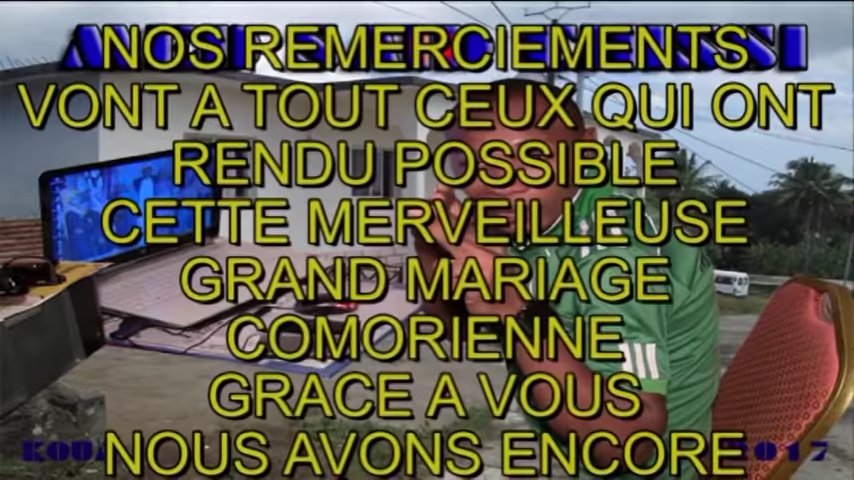 NOS REMERCIEMENTS
VONT A TOUT CEUX QUI ONT
RENDU POSSIBLE
CETTE MERVEILLEUSE
GRAND MARIAGE
COMORIENNE
GRACE A VOUS
NOUS AVONS ENCORE
2017